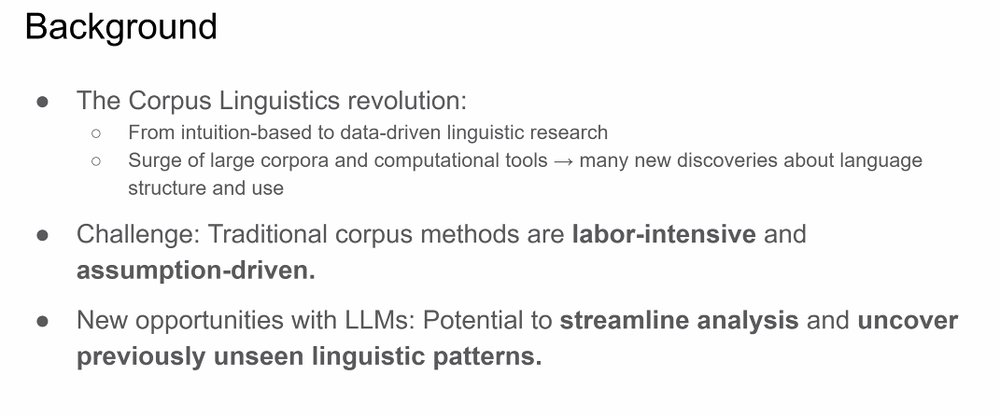 Background
● The Corpus Linguistics revolution:
○ From intuition-based to data-driven linguistic research
○ Surge of large corpora and computational tools → many new discoveries about language
structure and use
● Challenge: Traditional corpus methods are labor-intensive and
assumption-driven.
● New opportunities with LLMs: Potential to streamline analysis and uncover
previously unseen linguistic patterns.